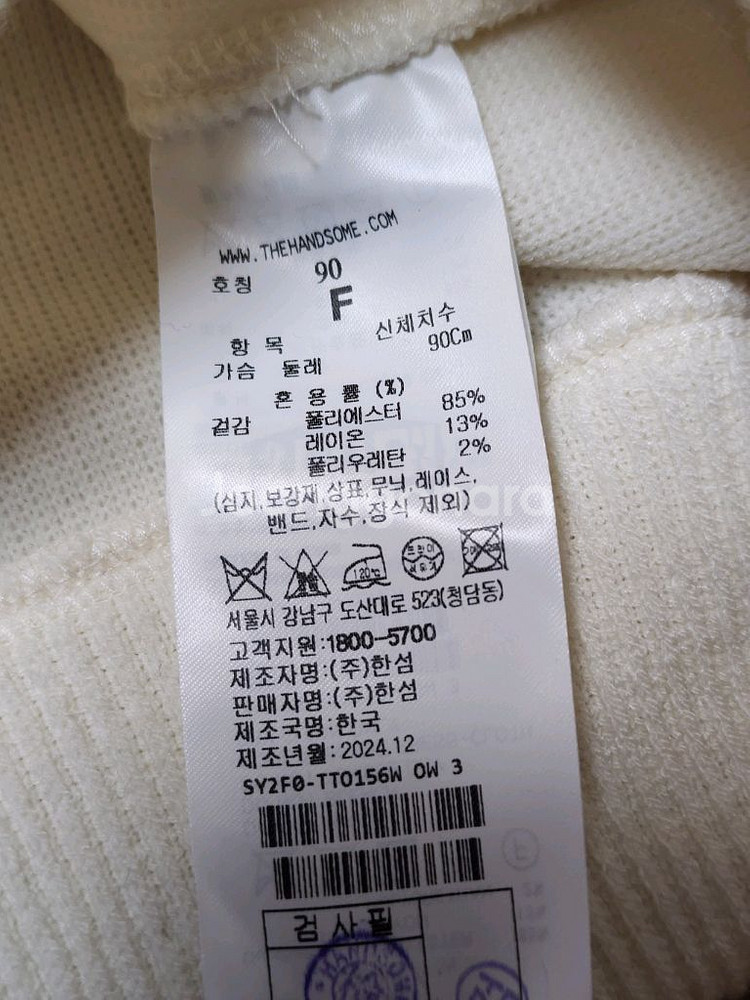 WWW.THEHANDSOME.COM
호칭 90
F
항 목 신체치수
가슴 둘레 90Cm
혼 용 률 (%)
겉감 폴리에스터 85%
레이온 13%
폴리우레탄 2%
(심지,보강재,상표,무늬,레이스,
밴드,자수,장식 제외)
120℃ 드라이
서울시 강남구 도산대로 523(청담동)
고객지원:1800-5700
제조자명:(주)한섬
판매자명:(주)한섬
제조국명:한국
제조년월:2024.12
SY2F0-TTO156W OW 3
검사필